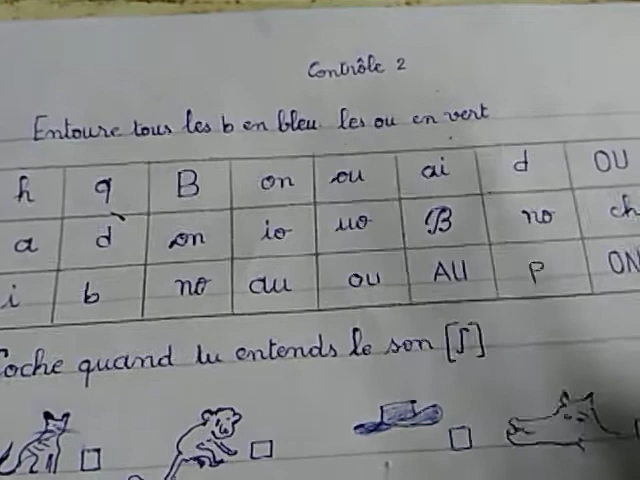 Contrôle 2
Entoure tous les b en bleu les ou en vert
h q B on ou ai d OU
a d on io uo B no ch
i b no au ou AU p ON
Coche quand tu entends le son [ʃ]